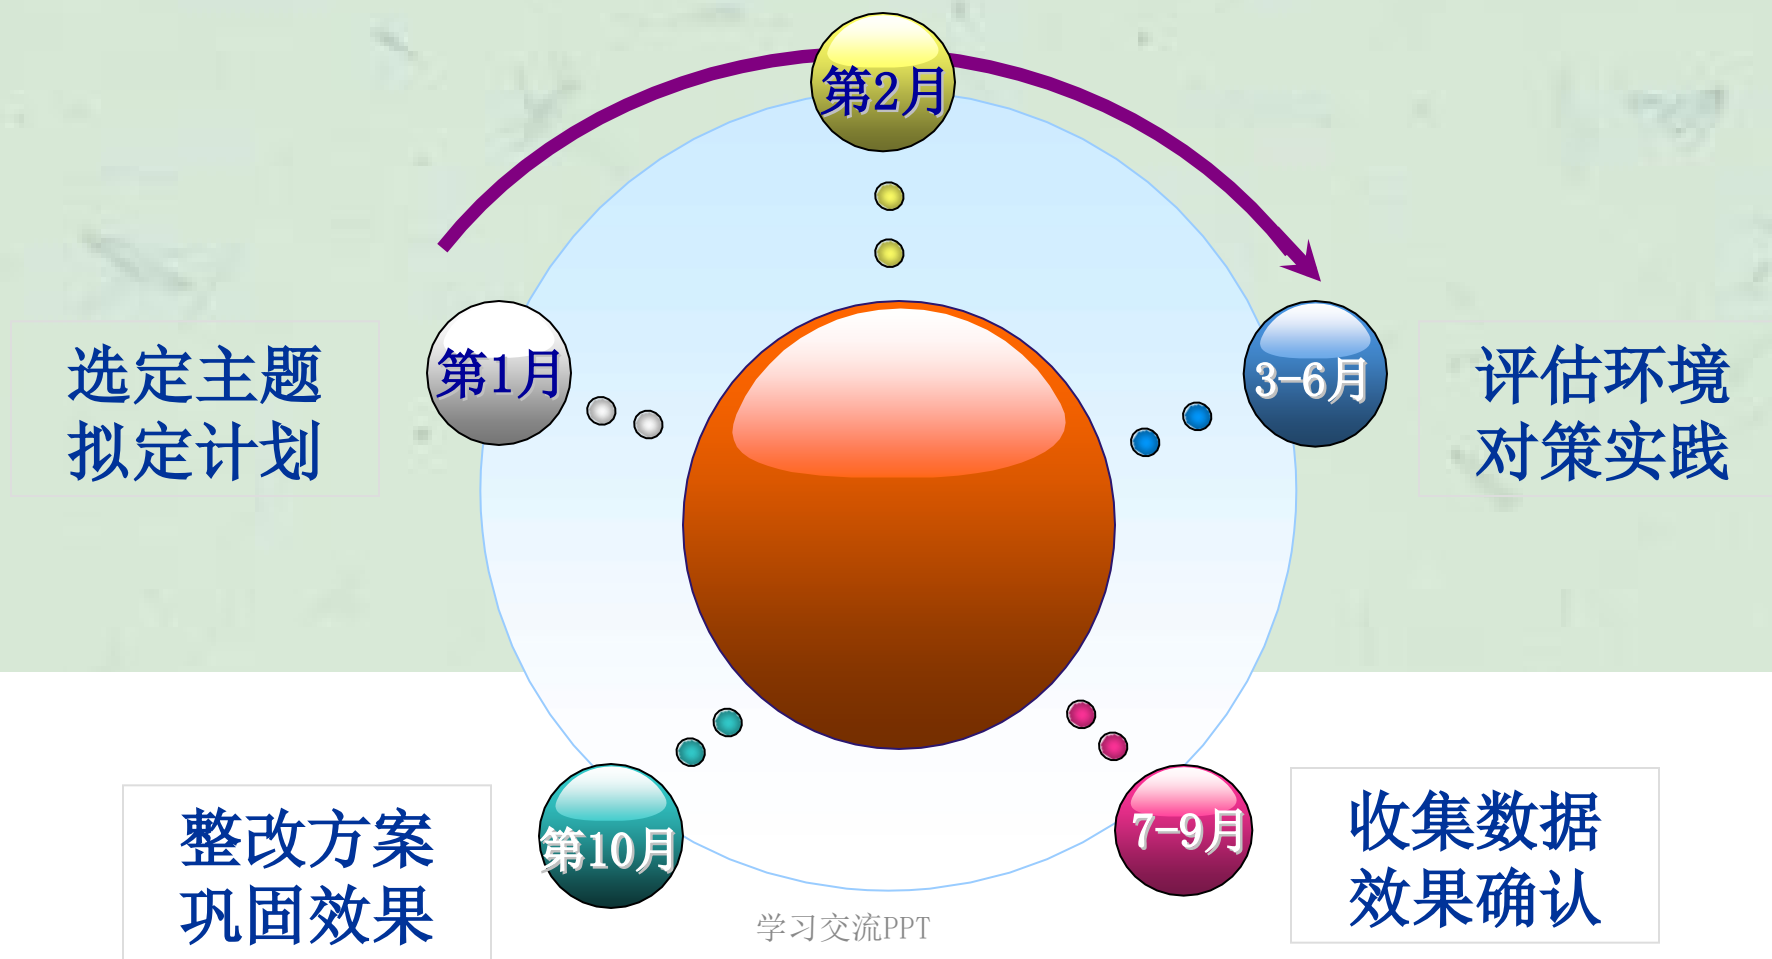 第2月
第1月
选定主题
拟定计划
3-6月
评估环境
对策实践
7-9月
收集数据
效果确认
第10月
整改方案
巩固效果
学习交流PPT